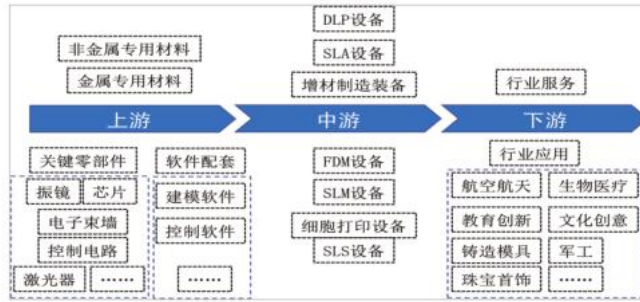 DLP设备
SLA设备
非金属专用材料
金属专用材料
增材制造装备
行业服务
上游
中游
下游
关键零部件
软件配套
FDM设备
行业应用
振镜 芯片
建模软件
SLM设备
航空航天 生物医疗
电子束墙
控制软件
细胞打印设备
教育创新 文化创意
控制电路
SLS设备
铸造模具 军工
激光器 ……
……
珠宝首饰 ……